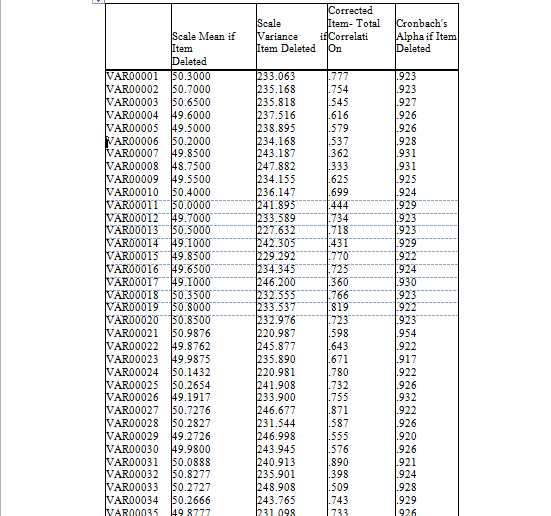 Scale Mean if Item Deleted | Scale Variance if Item Deleted | Corrected Item- Total Correlati On | Cronbach's Alpha if Item Deleted
VAR00001 50.3000 233.063 .777 .923
VAR00002 50.7000 235.168 .754 .923
VAR00003 50.6500 235.818 .545 .927
VAR00004 49.6000 237.516 .616 .926
VAR00005 49.5000 238.895 .579 .926
VAR00006 50.2000 234.168 .537 .928
VAR00007 49.8500 243.187 .362 .931
VAR00008 48.7500 247.882 .333 .931
VAR00009 49.5500 234.155 .625 .925
VAR00010 50.4000 236.147 .699 .924
VAR00011 50.0000 241.895 .444 .929
VAR00012 49.7000 233.589 .734 .923
VAR00013 50.5000 227.632 .718 .923
VAR00014 49.1000 242.305 .431 .929
VAR00015 49.8500 229.292 .770 .922
VAR00016 49.6500 234.345 .725 .924
VAR00017 49.1000 246.200 .360 .930
VAR00018 50.3500 232.555 .766 .923
VAR00019 50.8000 233.537 .819 .922
VAR00020 50.8500 232.976 .723 .923
VAR00021 50.9876 220.987 .598 .954
VAR00022 49.8762 245.877 .643 .922
VAR00023 49.9875 235.890 .671 .917
VAR00024 50.1432 220.981 .780 .922
VAR00025 50.2654 241.908 .732 .926
VAR00026 49.1917 233.900 .755 .932
VAR00027 50.7276 246.677 .871 .922
VAR00028 50.2827 231.544 .587 .926
VAR00029 49.2726 246.998 .555 .920
VAR00030 49.9800 243.945 .576 .926
VAR00031 50.0888 240.913 .890 .921
VAR00032 50.8277 235.901 .398 .924
VAR00033 50.2727 248.908 .509 .928
VAR00034 50.2666 243.765 .743 .929
VAR00035 49.8777 231.098 .733 .926